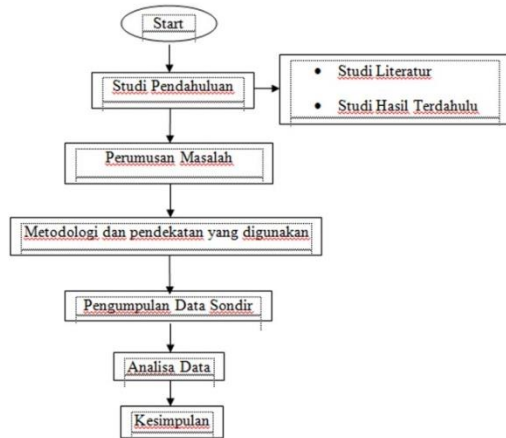 Start
Studi Pendahuluan
• Studi Literatur
• Studi Hasil Terdahulu
Perumusan Masalah
Metodologi dan pendekatan yang digunakan
Pengumpulan Data Sondir
Analisa Data
Kesimpulan